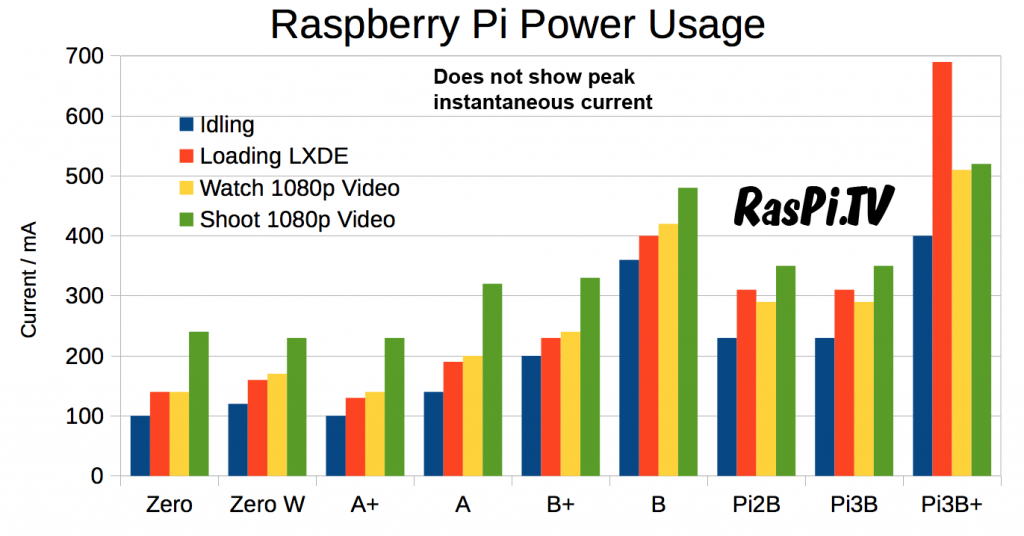 Raspberry Pi Power Usage
700
Does not show peak
instantaneous current
600
Idling
Loading LXDE
500
Watch 1080p Video
Shoot 1080p Video
RasPi.TV
400
Current / mA
300
200
100
0
Zero Zero W A+ A B+ B Pi2B Pi3B Pi3B+